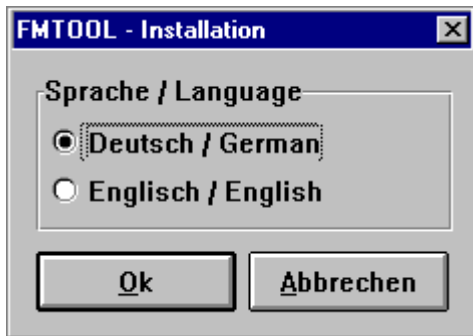 FMTOOL - Installation
Sprache / Language
Deutsch / German
Englisch / English
Ok
Abbrechen